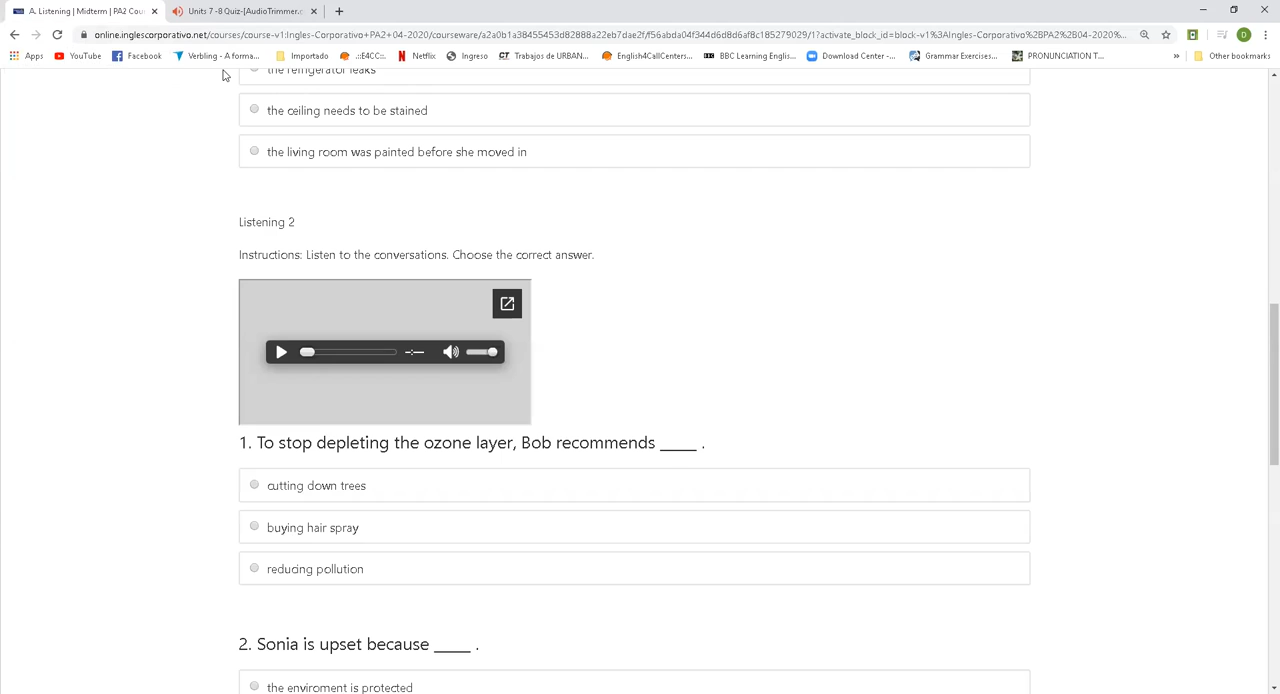 A. Listening | Midterm | PA2 Cou
Units 7 -8 Quiz-[AudioTrimmer.c
online.inglescorporativo.net/courses/course-v1:Ingles-Corporativo+PA2+04-2020/courseware/a2a0b1a38455453d82888a22eb7dae2f/f56abda04f344d6d8d6af8c185279029/1?activate_block_id=block-v1%3AIngles-Corporativo%2BPA2%2B04-2020%...
D
Apps YouTube Facebook Verbling - A forma... Importado .::E4CC::. Netflix Ingreso CT Trabajos de URBAN... English4CallCenters... BBC Learning Englis... Download Center -... Grammar Exercises... PRONUNCIATION T... » Other bookmarks
the refrigerator leaks
the ceiling needs to be stained
the living room was painted before she moved in
Listening 2
Instructions: Listen to the conversations. Choose the correct answer.
--:--
1. To stop depleting the ozone layer, Bob recommends ____ .
cutting down trees
buying hair spray
reducing pollution
2. Sonia is upset because ____ .
the enviroment is protected